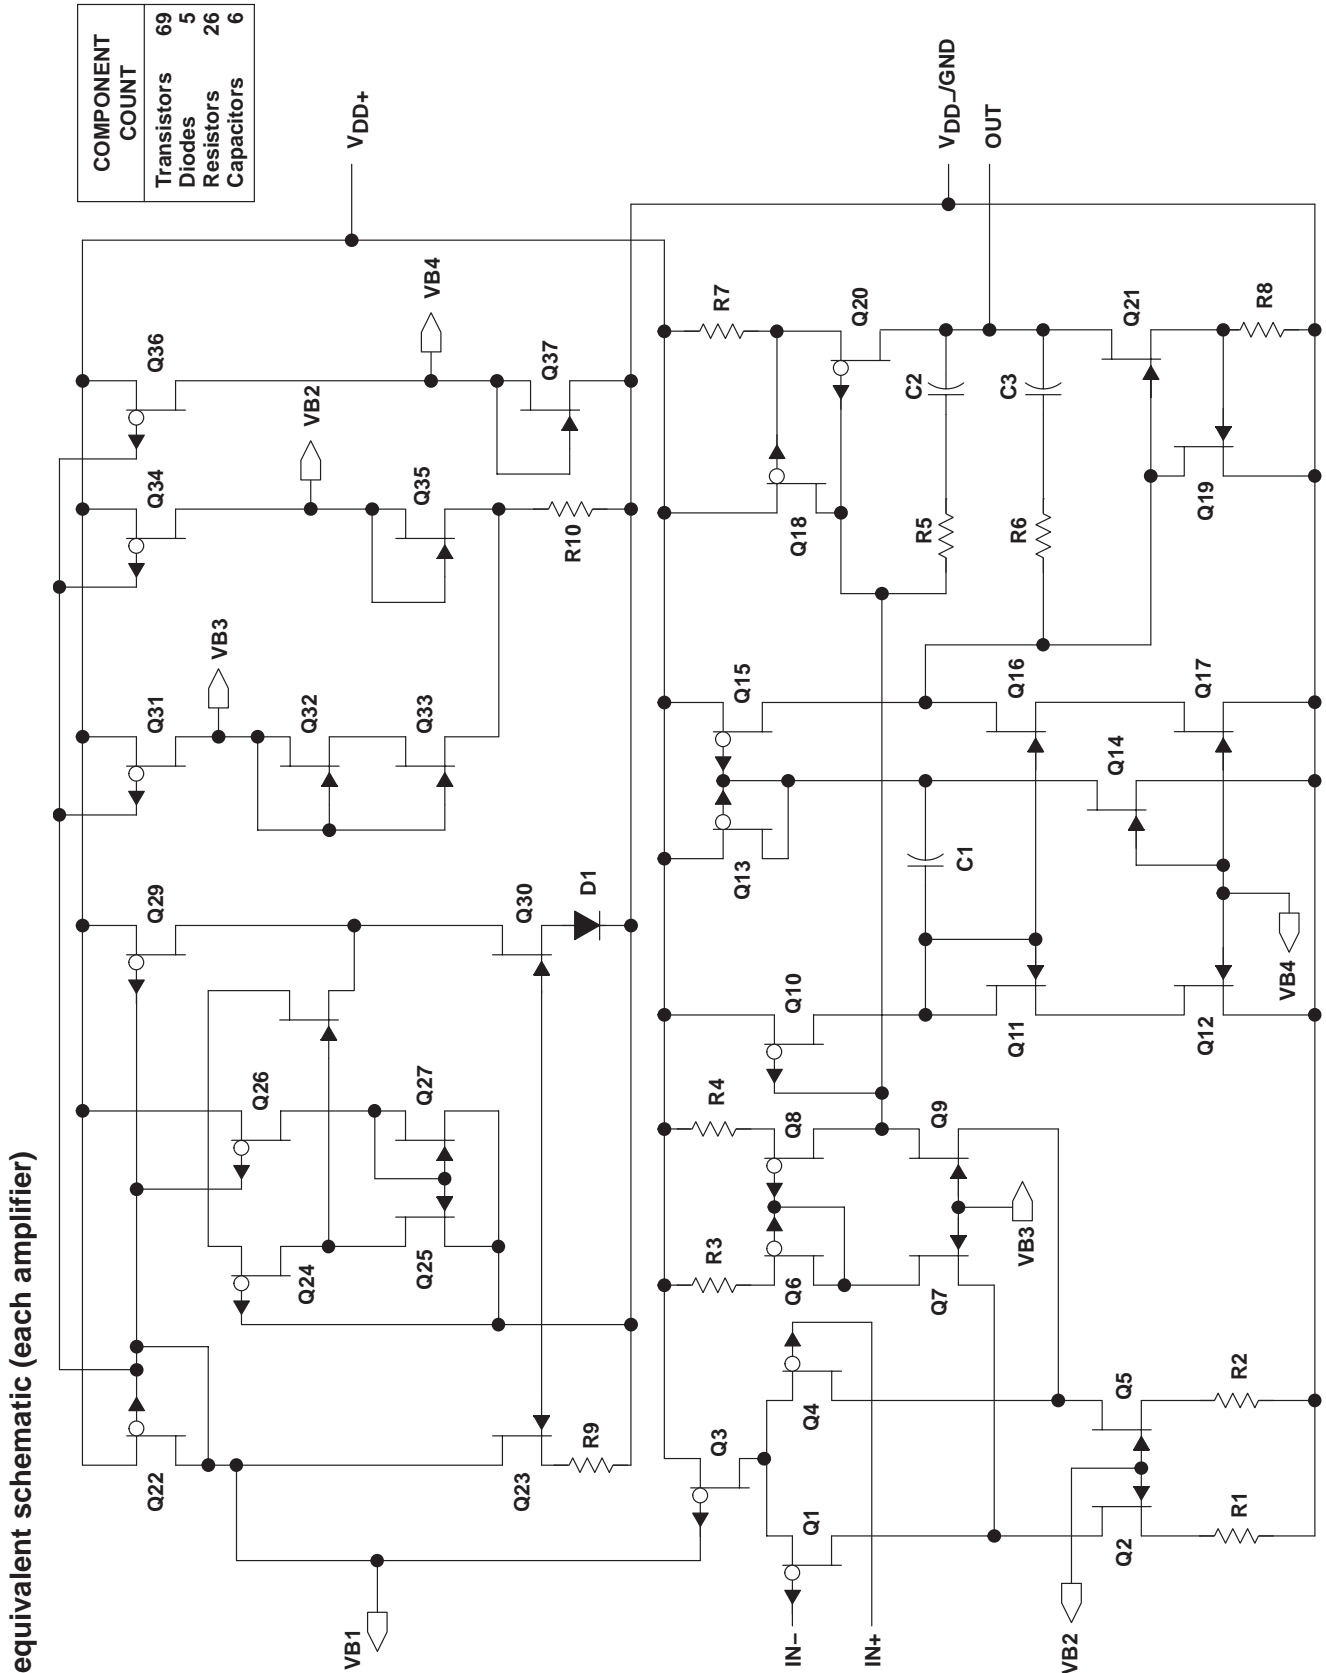 equivalent schematic (each amplifier)
COMPONENT
COUNT
Transistors 69
Diodes 5
Resistors 26
Capacitors 6
VDD+
VB1
Q22
Q23
R9
Q24
Q25
Q26
Q27
Q29
Q30
D1
Q31
VB3
Q32
Q33
Q34
VB2
Q35
R10
Q36
VB4
Q37
IN–
IN+
VB2
Q1
Q2
R1
Q3
Q4
Q5
R2
R3
Q6
Q7
VB3
R4
Q8
Q9
Q10
Q11
Q12
VB4
C1
Q13
Q14
Q15
Q16
Q17
Q18
R5
R6
Q19
C2
C3
R7
Q20
Q21
R8
VDD–/GND
OUT